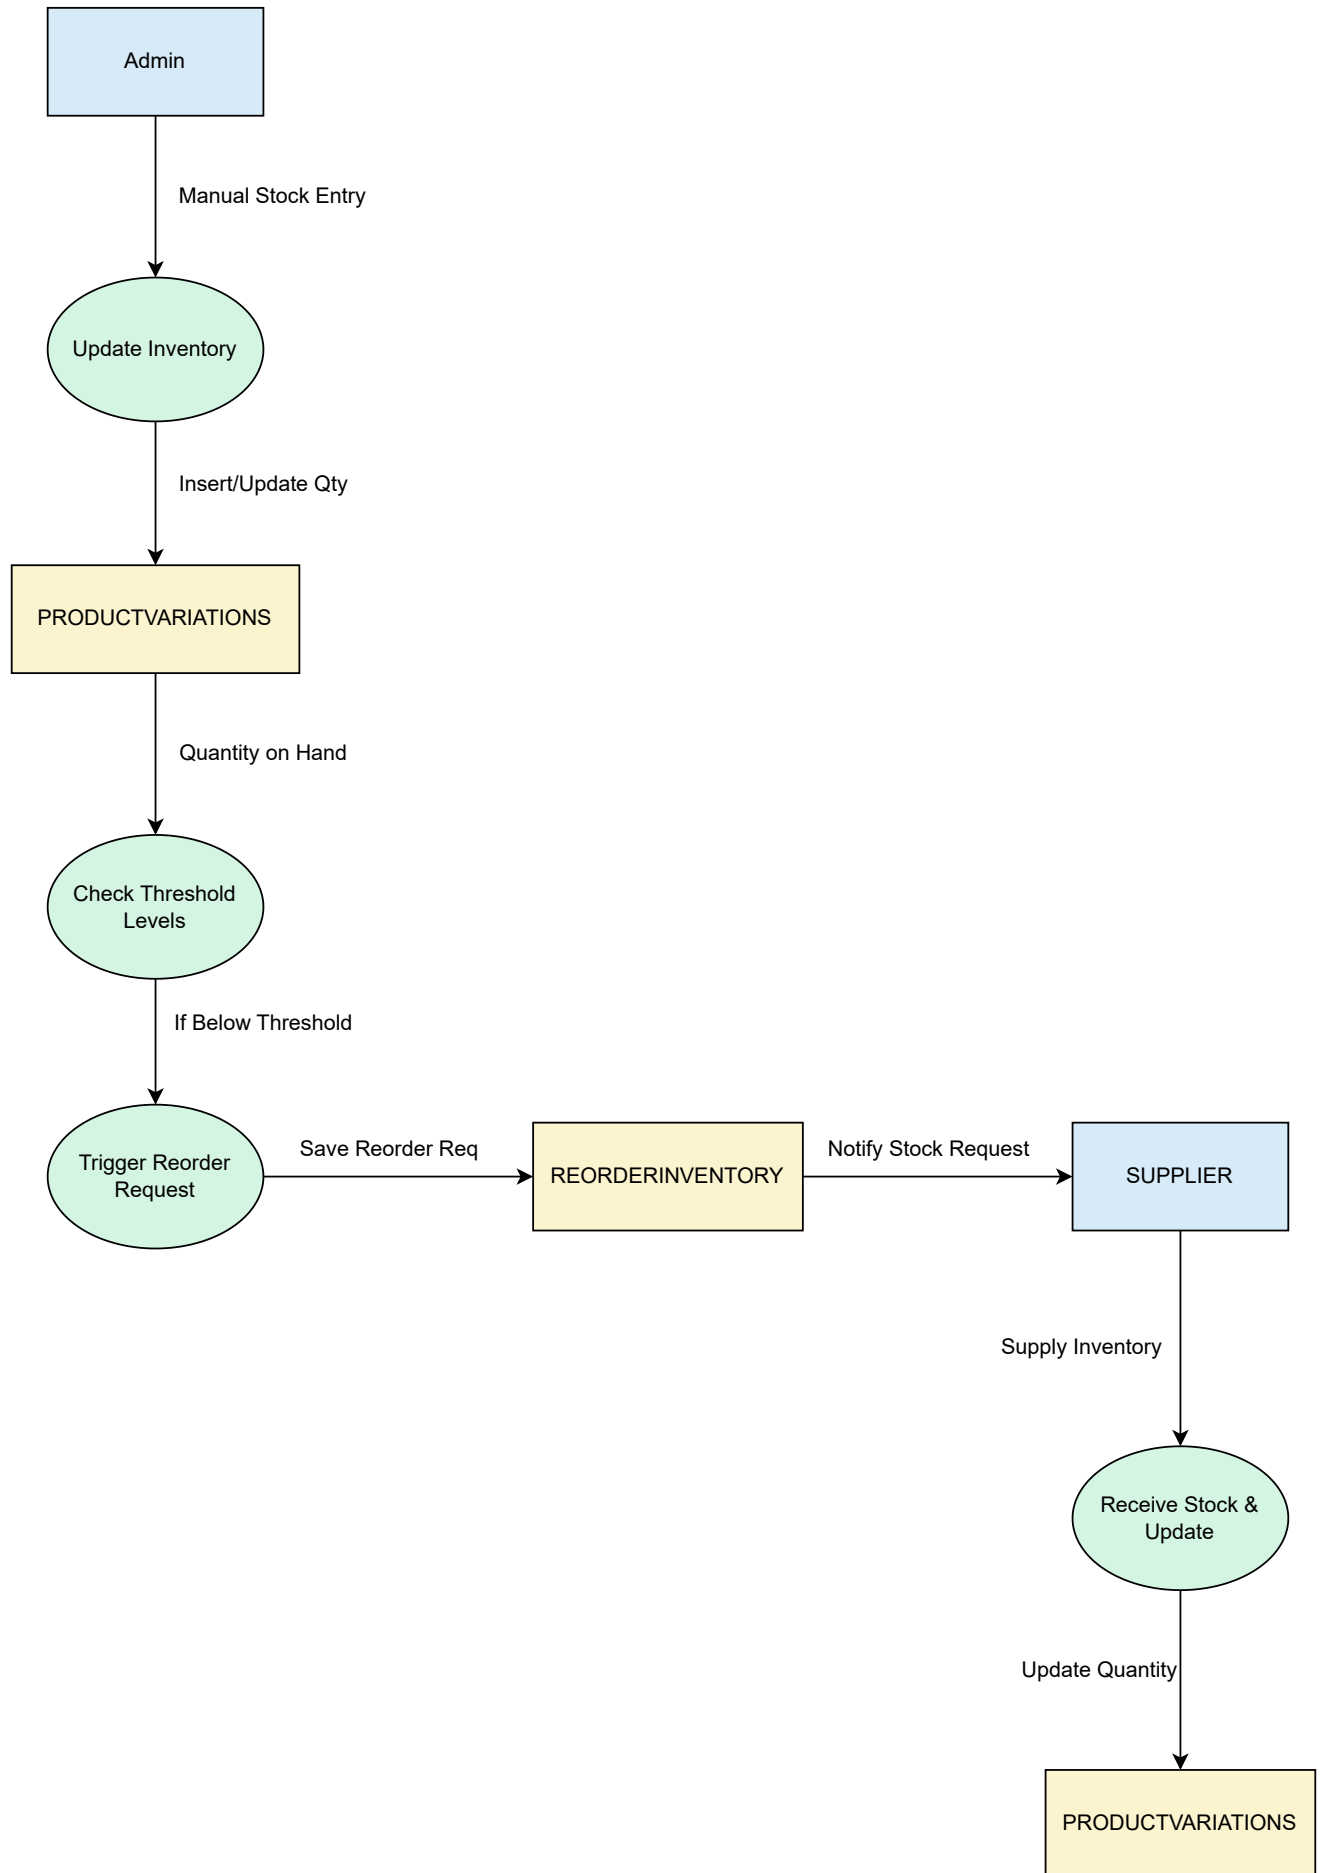 Admin
Manual Stock Entry
Update Inventory
Insert/Update Qty
PRODUCTVARIATIONS
Quantity on Hand
Check Threshold
Levels
If Below Threshold
Trigger Reorder
Request
Save Reorder Req
REORDERINVENTORY
Notify Stock Request
SUPPLIER
Supply Inventory
Receive Stock &
Update
Update Quantity
PRODUCTVARIATIONS